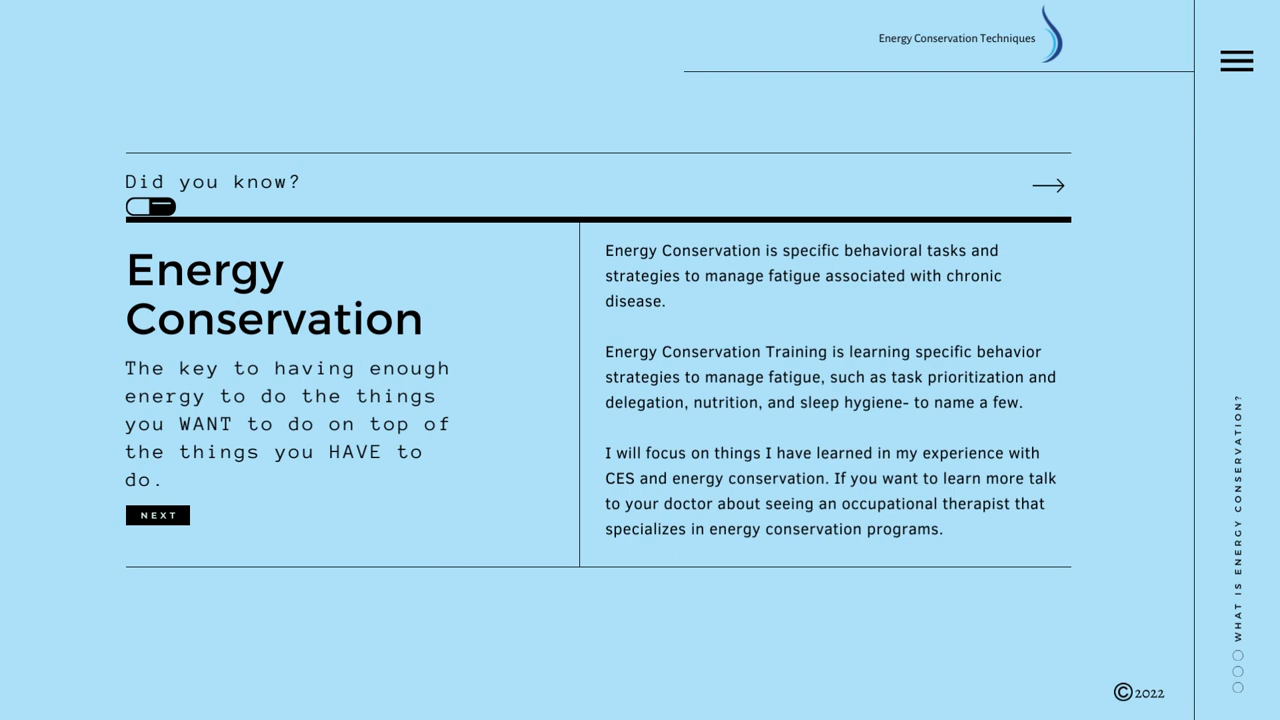 Energy Conservation Techniques
Did you know?
Energy
Conservation
The key to having enough
energy to do the things
you WANT to do on top of
the things you HAVE to
do.
NEXT
Energy Conservation is specific behavioral tasks and
strategies to manage fatigue associated with chronic
disease.
Energy Conservation Training is learning specific behavior
strategies to manage fatigue, such as task prioritization and
delegation, nutrition, and sleep hygiene- to name a few.
I will focus on things I have learned in my experience with
CES and energy conservation. If you want to learn more talk
to your doctor about seeing an occupational therapist that
specializes in energy conservation programs.
WHAT IS ENERGY CONSERVATION?
©2022